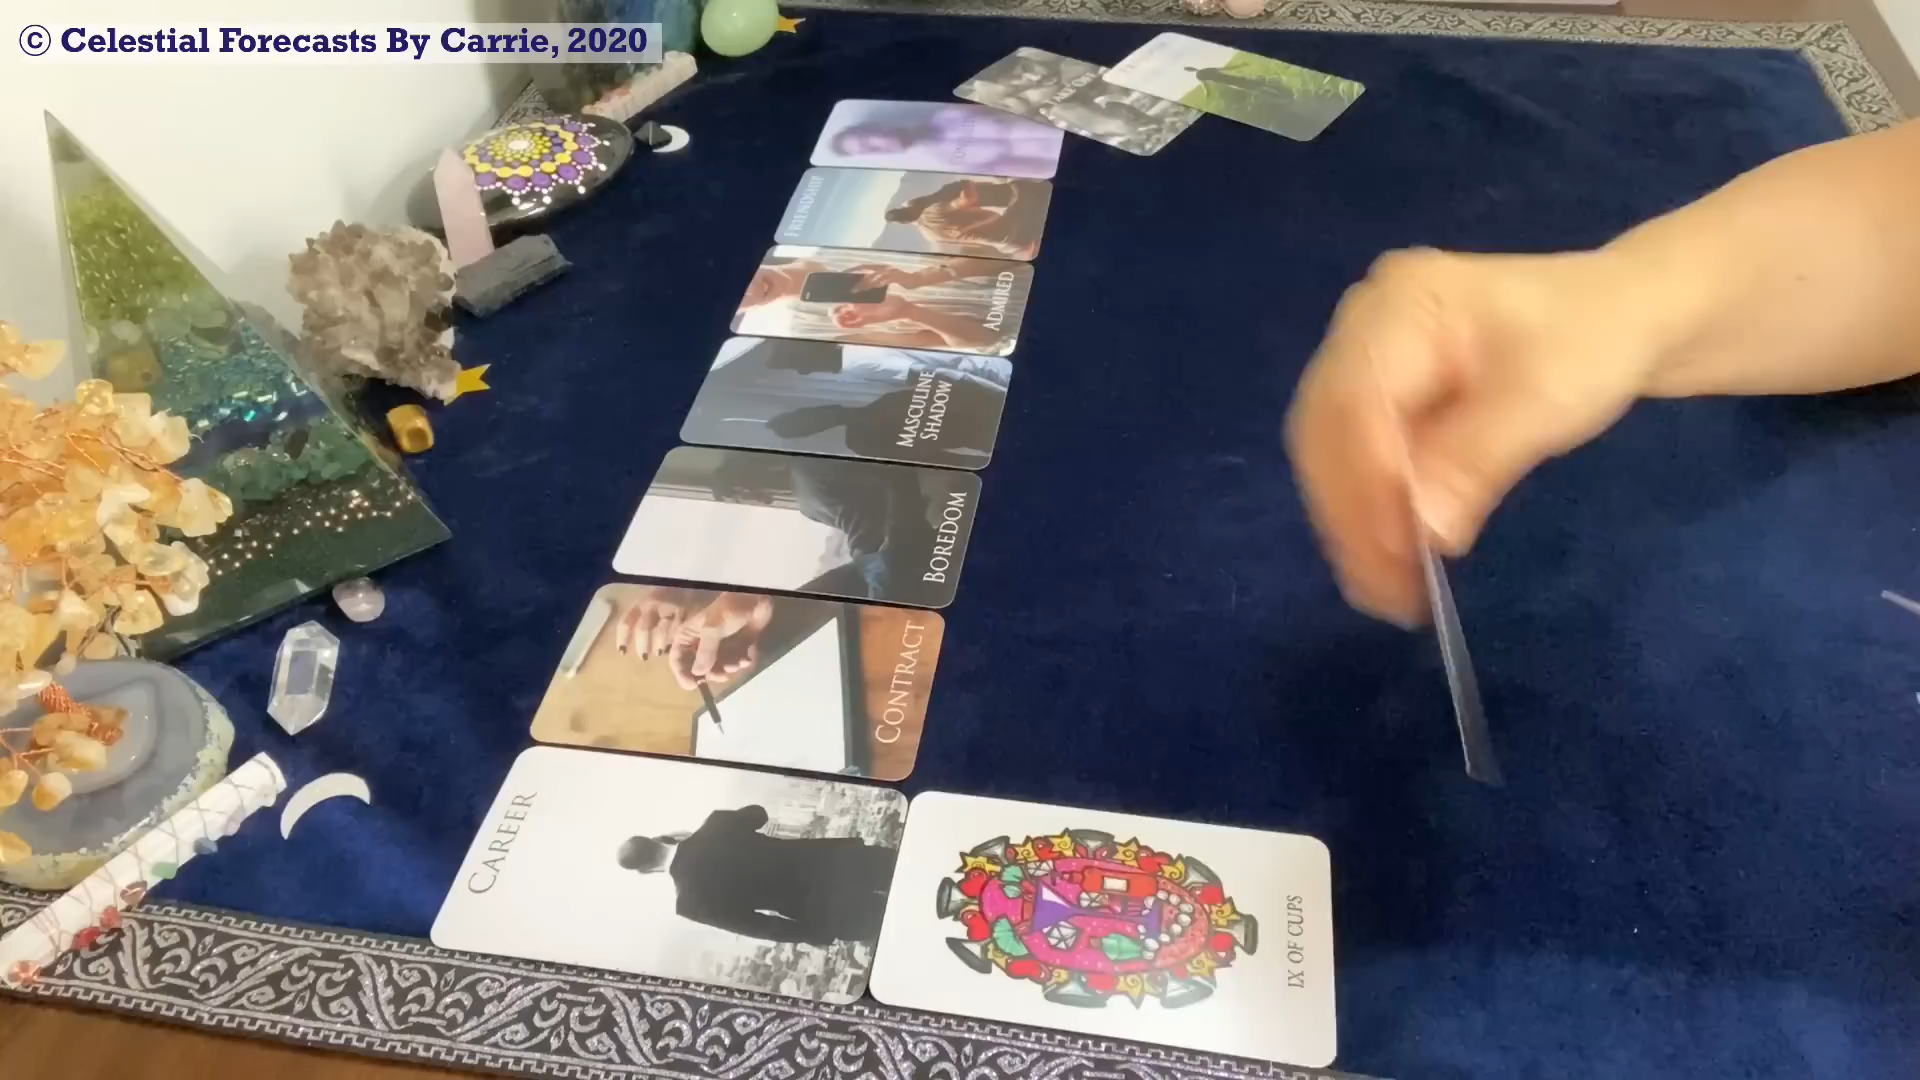 © Celestial Forecasts By Carrie, 2020
FRIENDSHIP
ADMIRED
MASCULINE
SHADOW
BOREDOM
CONTRACT
CAREER
IX OF CUPS